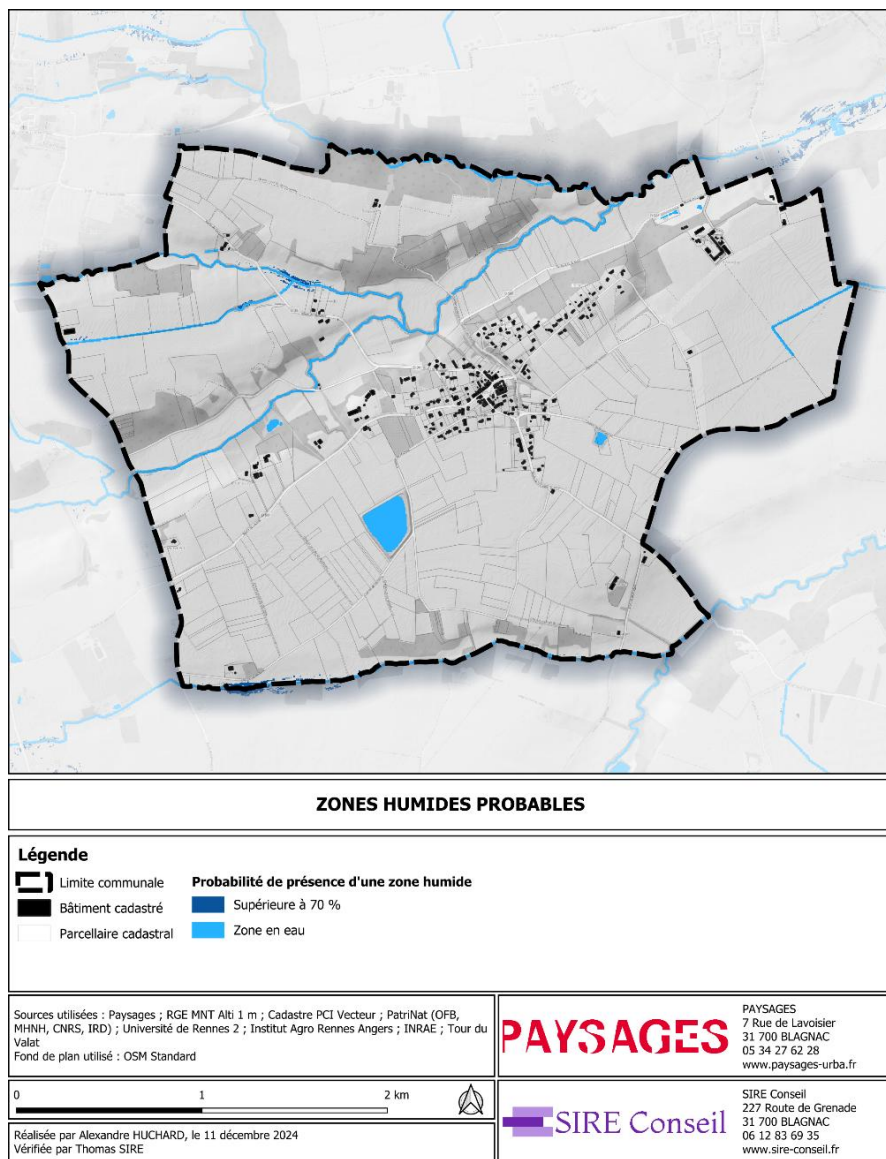 ZONES HUMIDES PROBABLES
Légende
Limite communale
Bâtiment cadastré
Parcellaire cadastral
Probabilité de présence d'une zone humide
Supérieure à 70 %
Zone en eau
Sources utilisées : Paysages ; RGE MNT Alti 1 m ; Cadastre PCI Vecteur ; PatriNat (OFB,
MHNH, CNRS, IRD) ; Université de Rennes 2 ; Institut Agro Rennes Angers ; INRAE ; Tour du
Valat
Fond de plan utilisé : OSM Standard
PAYSAGES
PAYSAGES
7 Rue de Lavoisier
31 700 BLAGNAC
05 34 27 62 28
www.paysages-urba.fr
0 1 2 km
Réalisée par Alexandre HUCHARD, le 11 décembre 2024
Vérifiée par Thomas SIRE
SIRE Conseil
SIRE Conseil
227 Route de Grenade
31 700 BLAGNAC
06 12 83 69 35
www.sire-conseil.fr